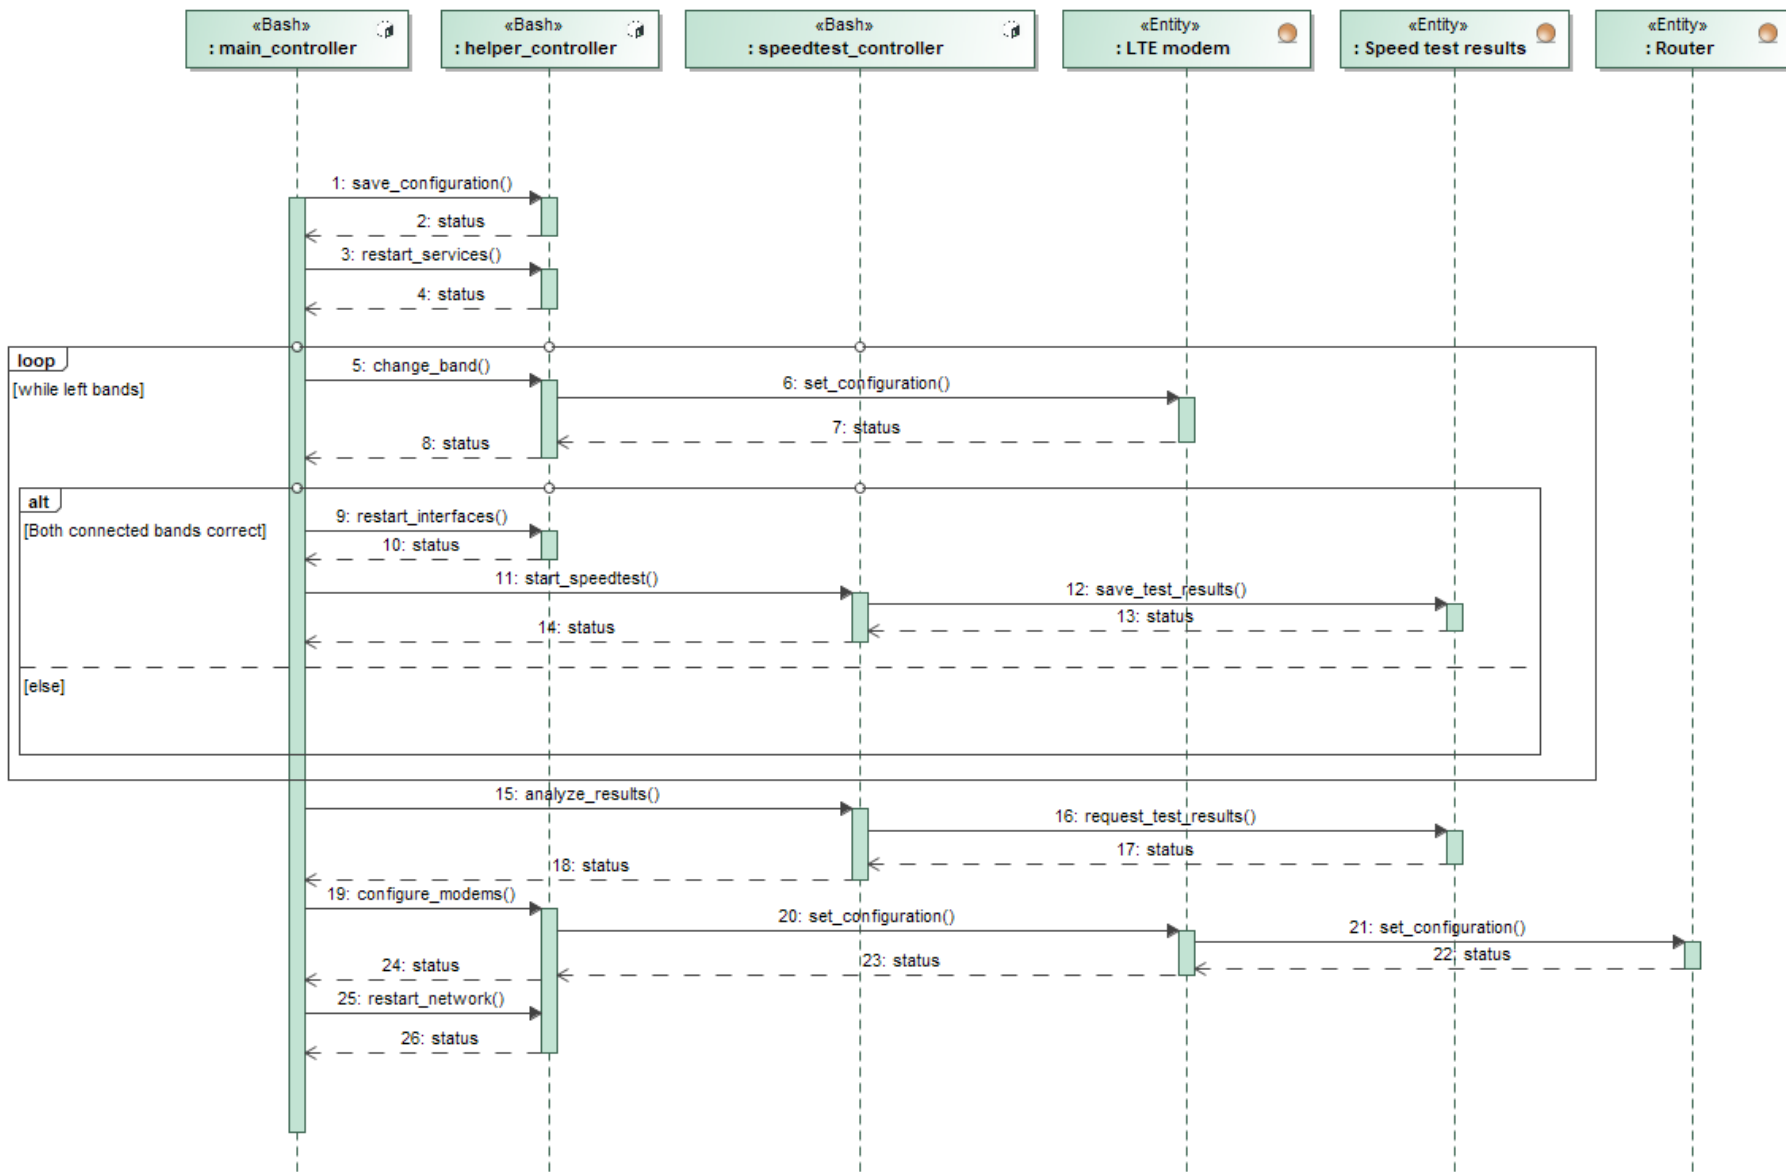 «Bash»
: main_controller
«Bash»
: helper_controller
«Bash»
: speedtest_controller
«Entity»
: LTE modem
«Entity»
: Speed test results
«Entity»
: Router
1: save_configuration()
2: status
3: restart_services()
4: status
loop
[while left bands]
5: change_band()
6: set_configuration()
7: status
8: status
alt
[Both connected bands correct]
9: restart_interfaces()
10: status
11: start_speedtest()
12: save_test_results()
13: status
14: status
[else]
15: analyze_results()
16: request_test_results()
17: status
18: status
19: configure_modems()
20: set_configuration()
21: set_configuration()
22: status
23: status
24: status
25: restart_network()
26: status